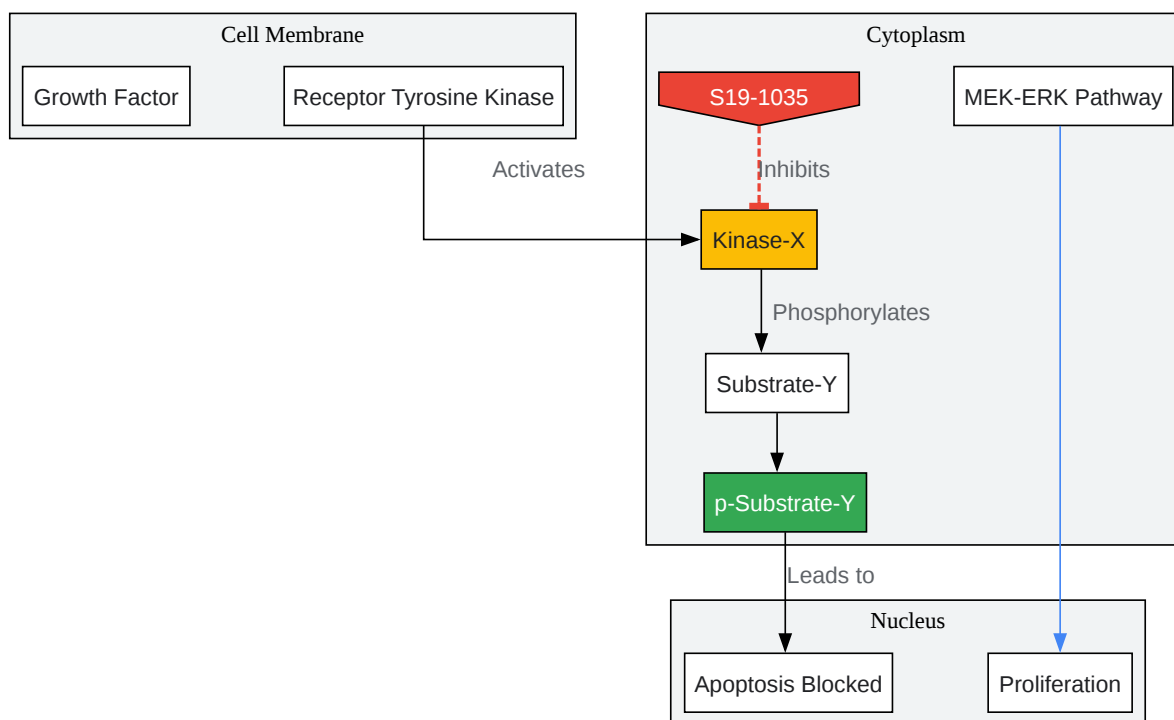 Cell Membrane
Growth Factor
Receptor Tyrosine Kinase
Cytoplasm
S19-1035
MEK-ERK Pathway
Activates
Inhibits
Kinase-X
Phosphorylates
Substrate-Y
p-Substrate-Y
Leads to
Nucleus
Apoptosis Blocked
Proliferation